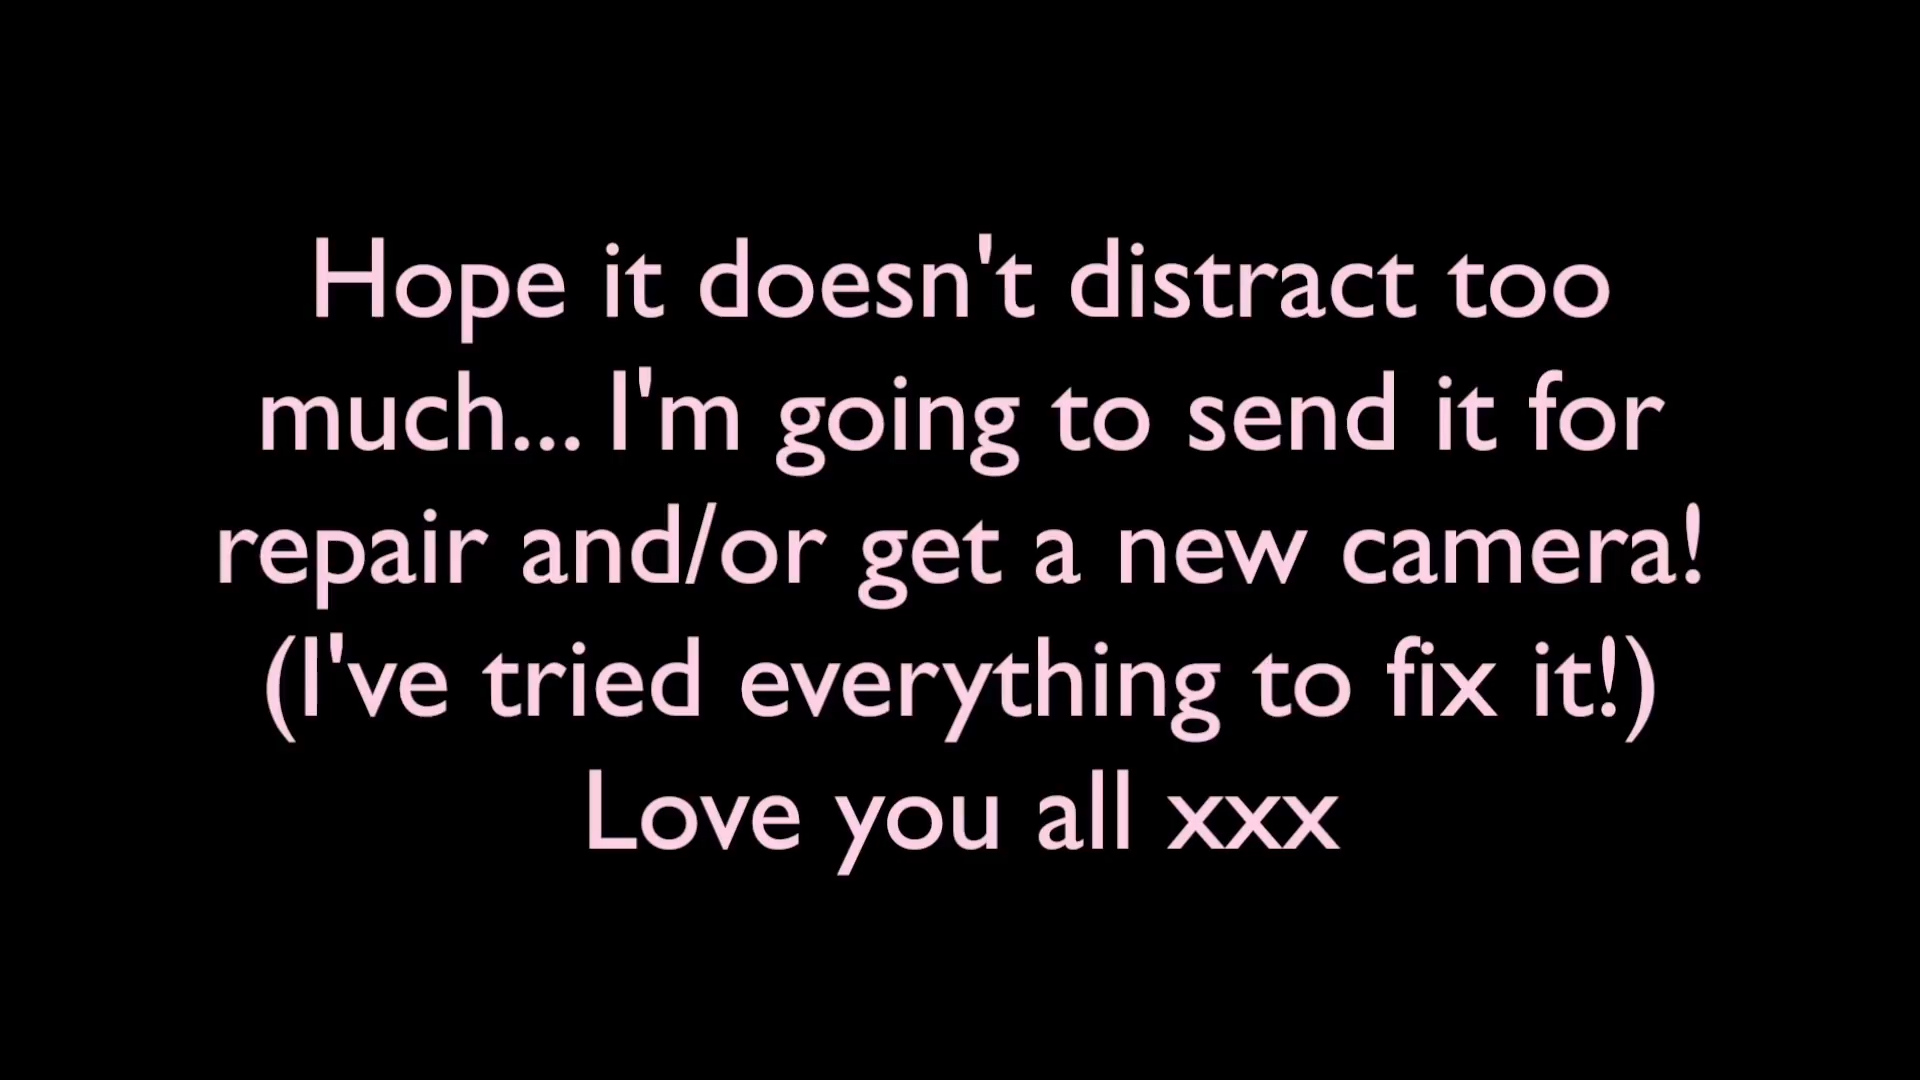 Hope it doesn't distract too
much... I'm going to send it for
repair and/or get a new camera!
(I've tried everything to fix it!)
Love you all xxx